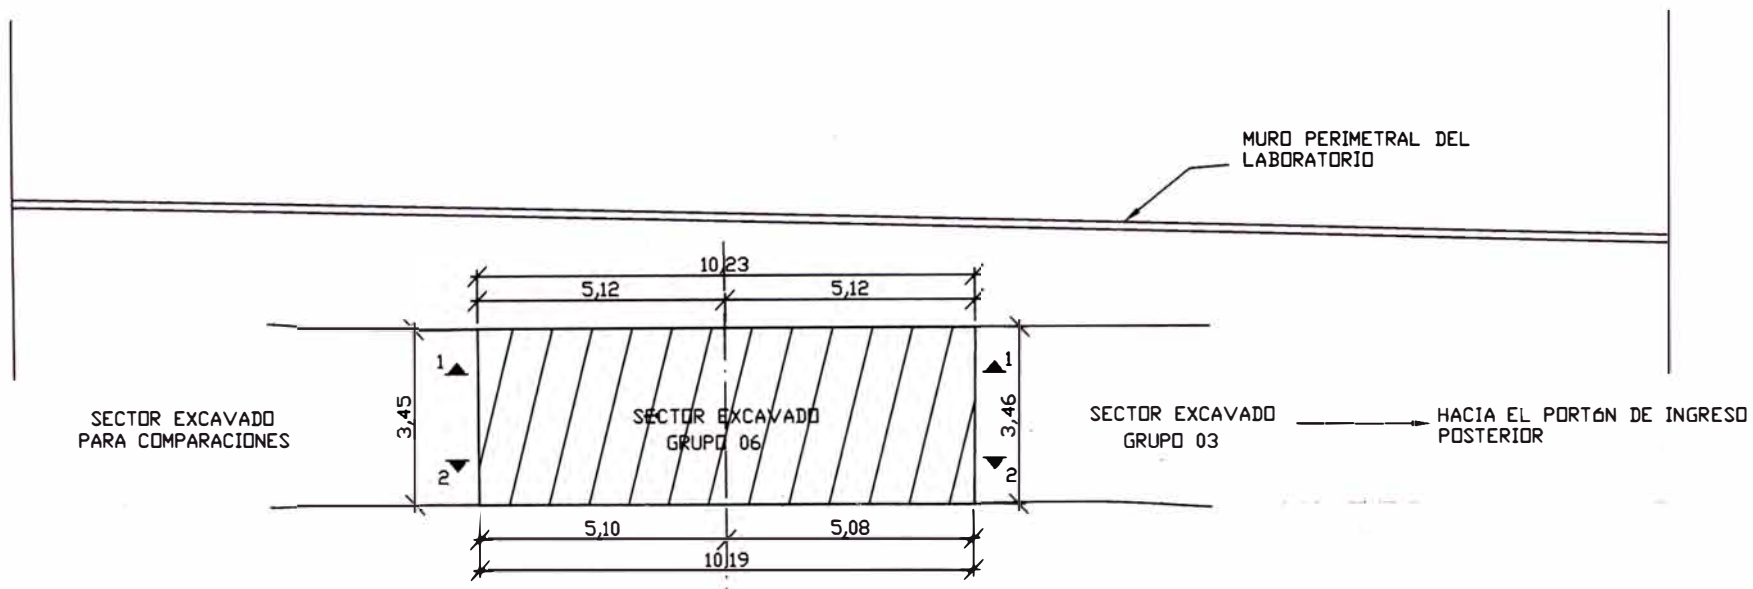 MURO PERIMETRAL DEL
LABORATORIO
10,23
5,12
5,12
1
1
3,45
3,46
SECTOR EXCAVADO
PARA COMPARACIONES
SECTOR EXCAVADO
GRUPO 06
SECTOR EXCAVADO
GRUPO 03
HACIA EL PORTÓN DE INGRESO
POSTERIOR
2
2
5,10
5,08
10,19